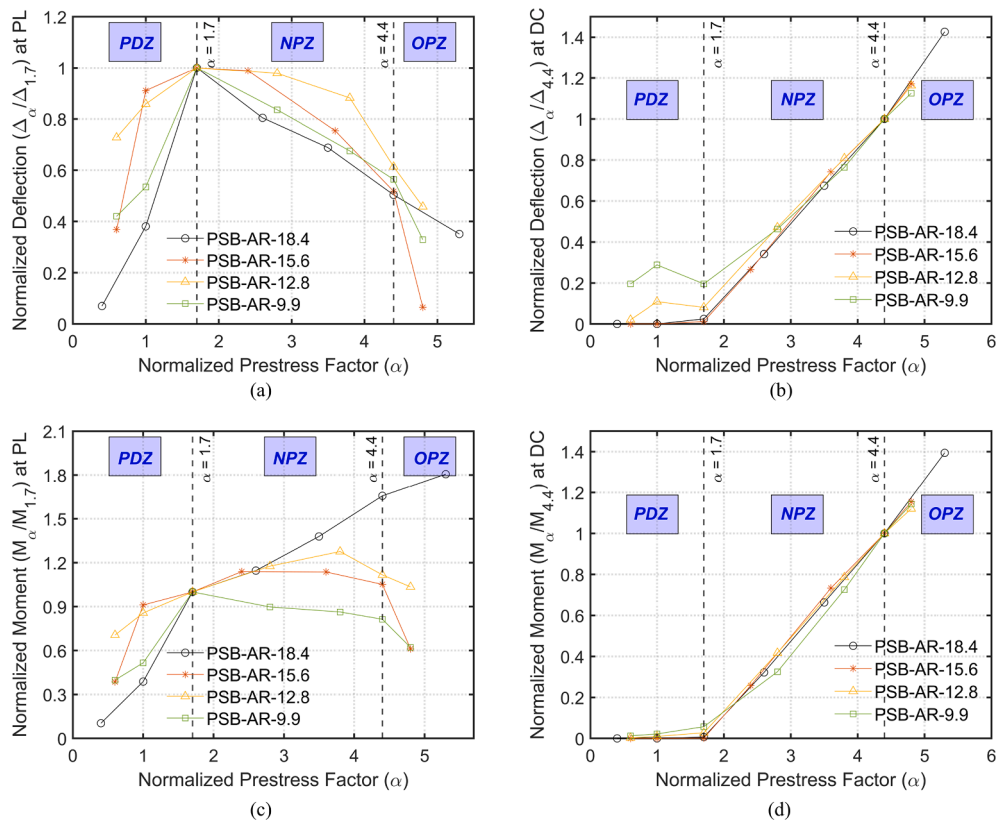 Normalized Deflection (Δα/Δ1.7) at PL
1.2
1
0.8
0.6
0.4
0.2
0
PDZ
α = 1.7
NPZ
α = 4.4
OPZ
PSB-AR-18.4
PSB-AR-15.6
PSB-AR-12.8
PSB-AR-9.9
0 1 2 3 4 5
Normalized Prestress Factor (α)
(a)
Normalized Deflection (Δα/Δ4.4) at DC
1.4
1.2
1
0.8
0.6
0.4
0.2
0
PDZ
α = 1.7
NPZ
α = 4.4
OPZ
PSB-AR-18.4
PSB-AR-15.6
PSB-AR-12.8
PSB-AR-9.9
0 1 2 3 4 5 6
Normalized Prestress Factor (α)
(b)
Normalized Moment (Mα/M1.7) at PL
2.1
1.8
1.5
1.2
0.9
0.6
0.3
0
PDZ
α = 1.7
NPZ
α = 4.4
OPZ
PSB-AR-18.4
PSB-AR-15.6
PSB-AR-12.8
PSB-AR-9.9
0 1 2 3 4 5
Normalized Prestress Factor (α)
(c)
Normalized Moment (Mα/M4.4) at DC
1.4
1.2
1
0.8
0.6
0.4
0.2
0
PDZ
α = 1.7
NPZ
α = 4.4
OPZ
PSB-AR-18.4
PSB-AR-15.6
PSB-AR-12.8
PSB-AR-9.9
0 1 2 3 4 5 6
Normalized Prestress Factor (α)
(d)